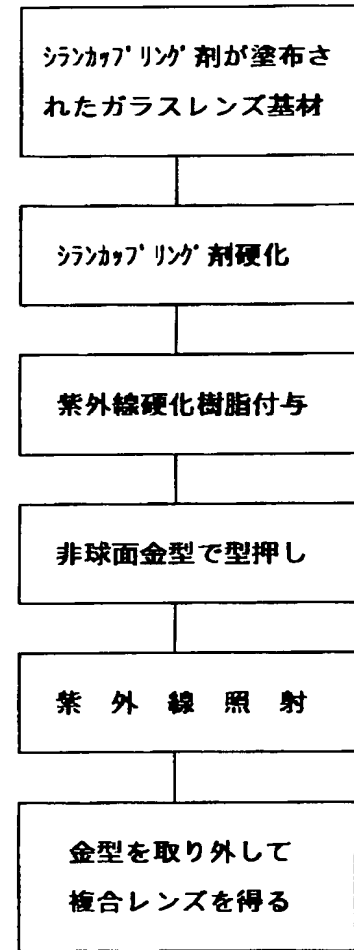 ｼﾗﾝｶｯﾌﾟﾘﾝｸﾞ剤が塗布さ
れたガラスレンズ基材
ｼﾗﾝｶｯﾌﾟﾘﾝｸﾞ剤硬化
紫外線硬化樹脂付与
非球面金型で型押し
紫外線照射
金型を取り外して
複合レンズを得る